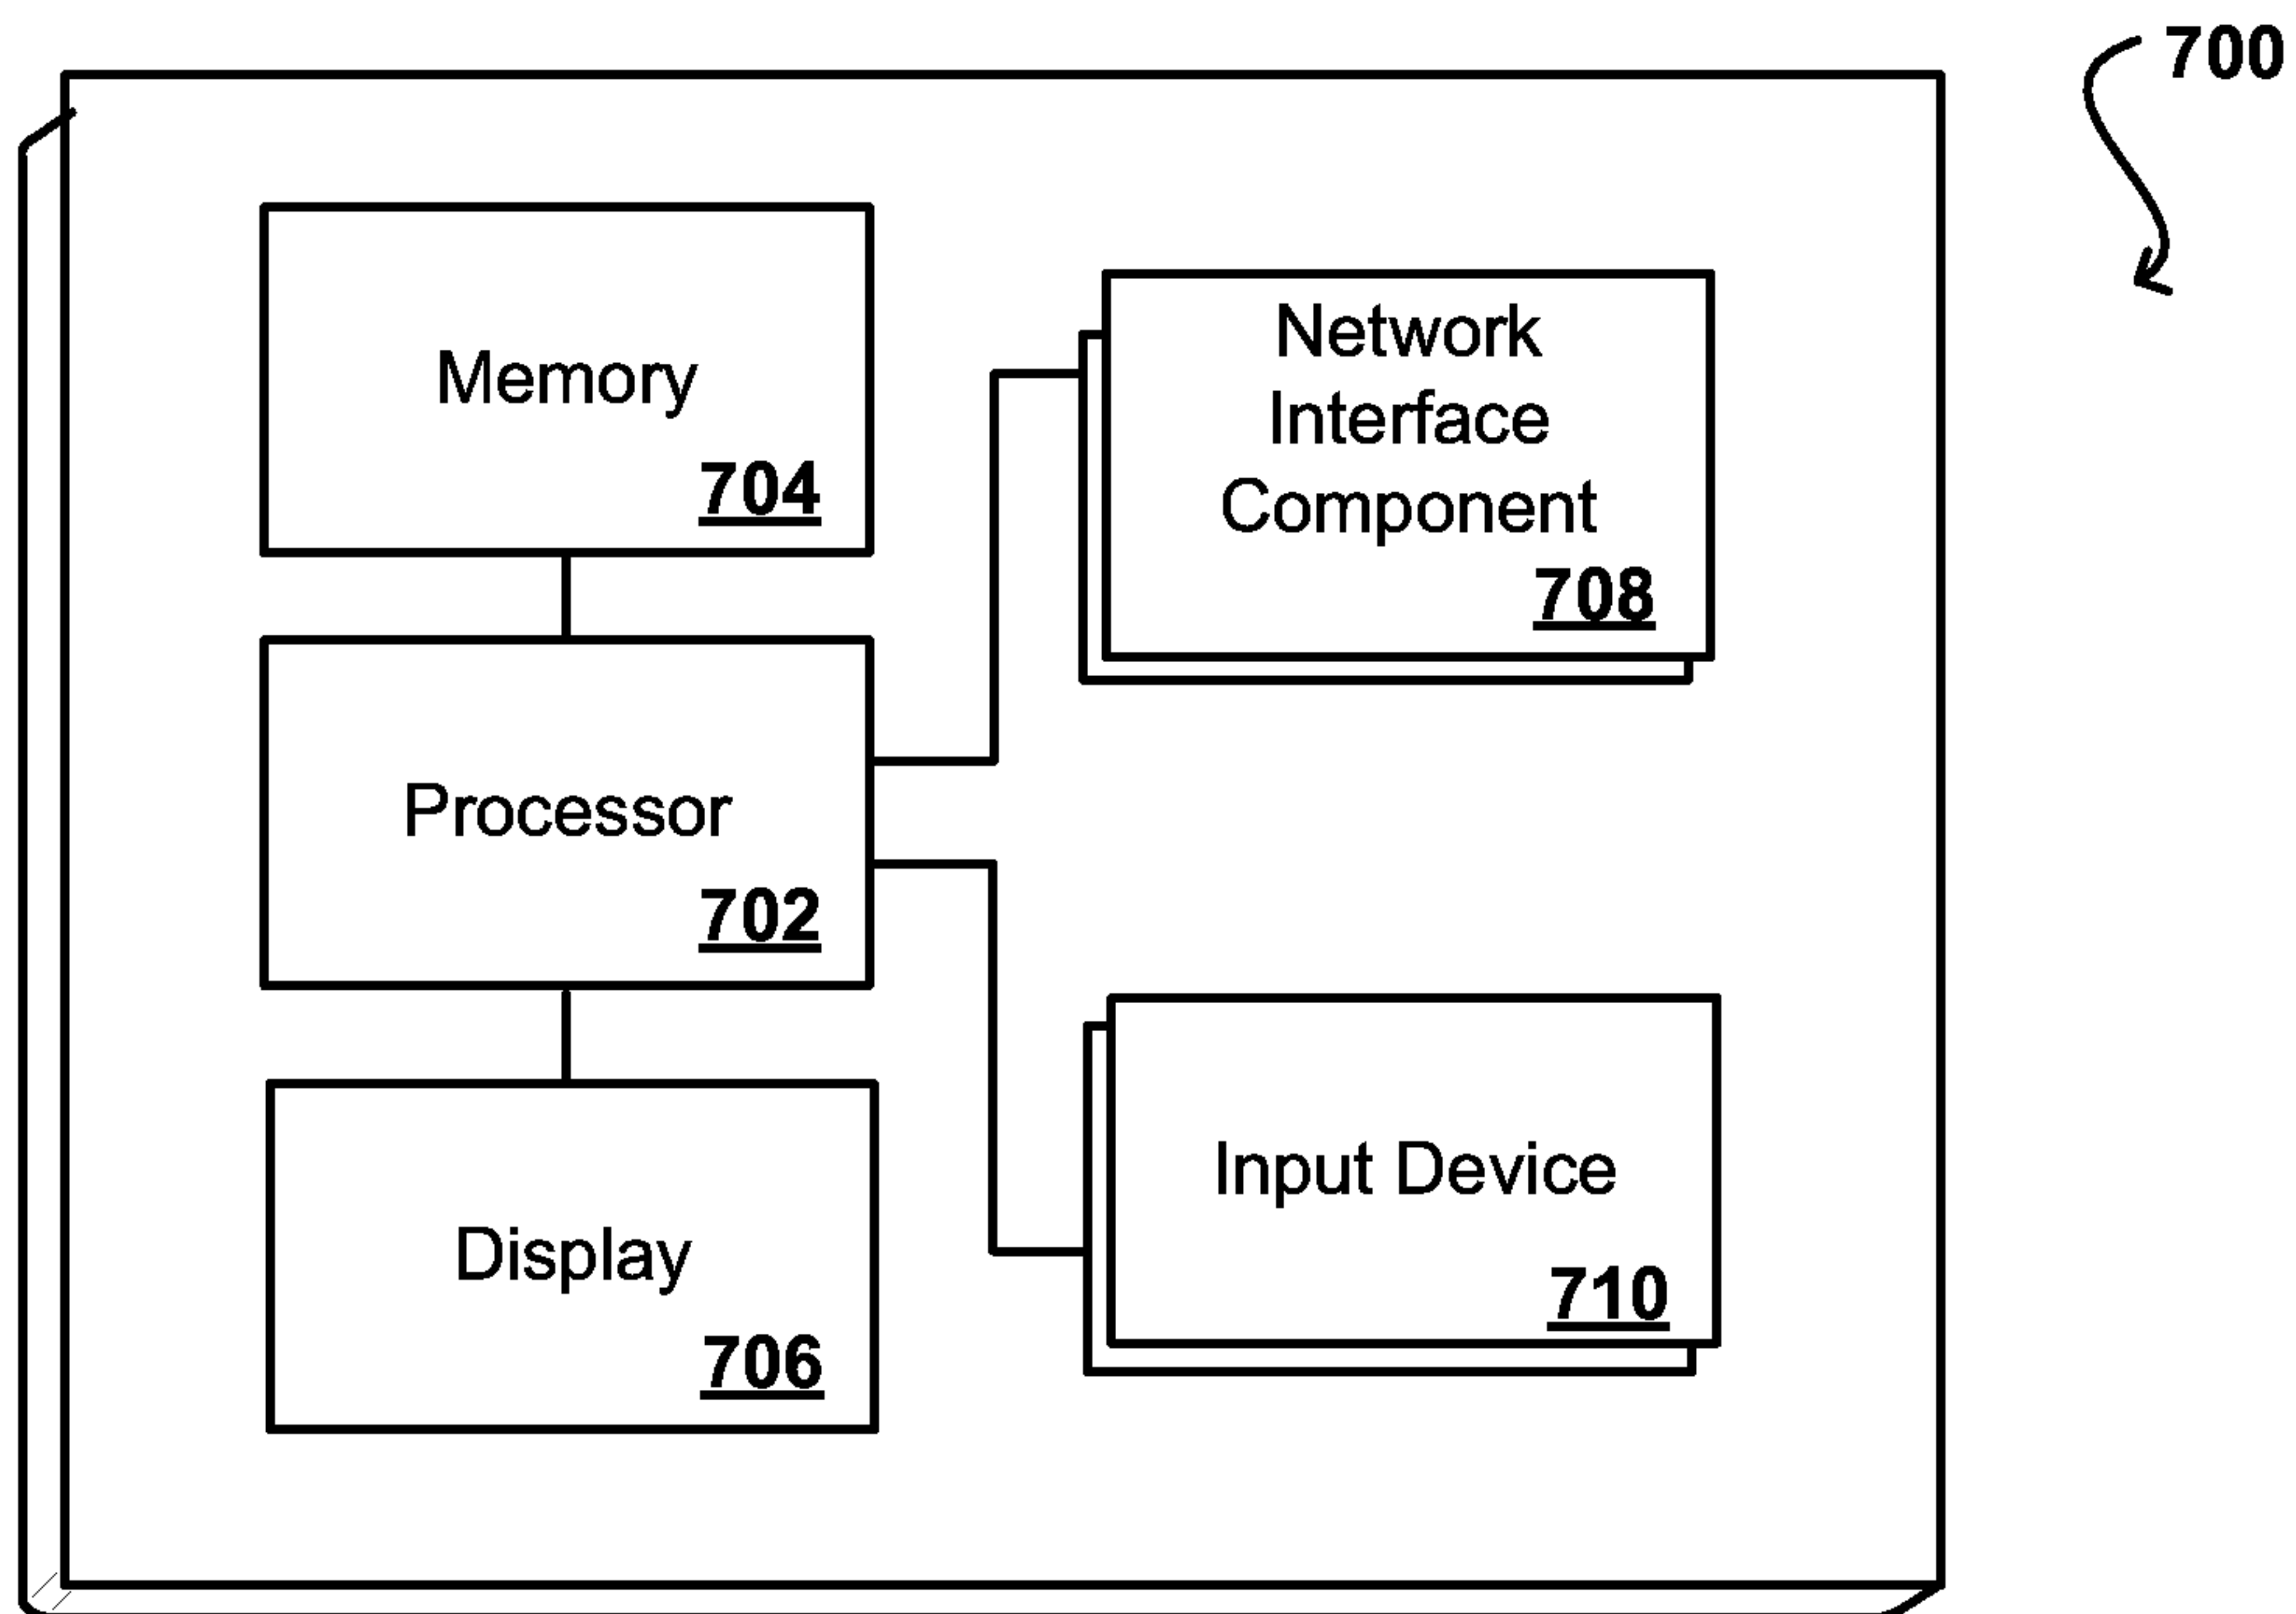 700
Memory
704
Network
Interface
Component
708
Processor
702
Input Device
710
Display
706